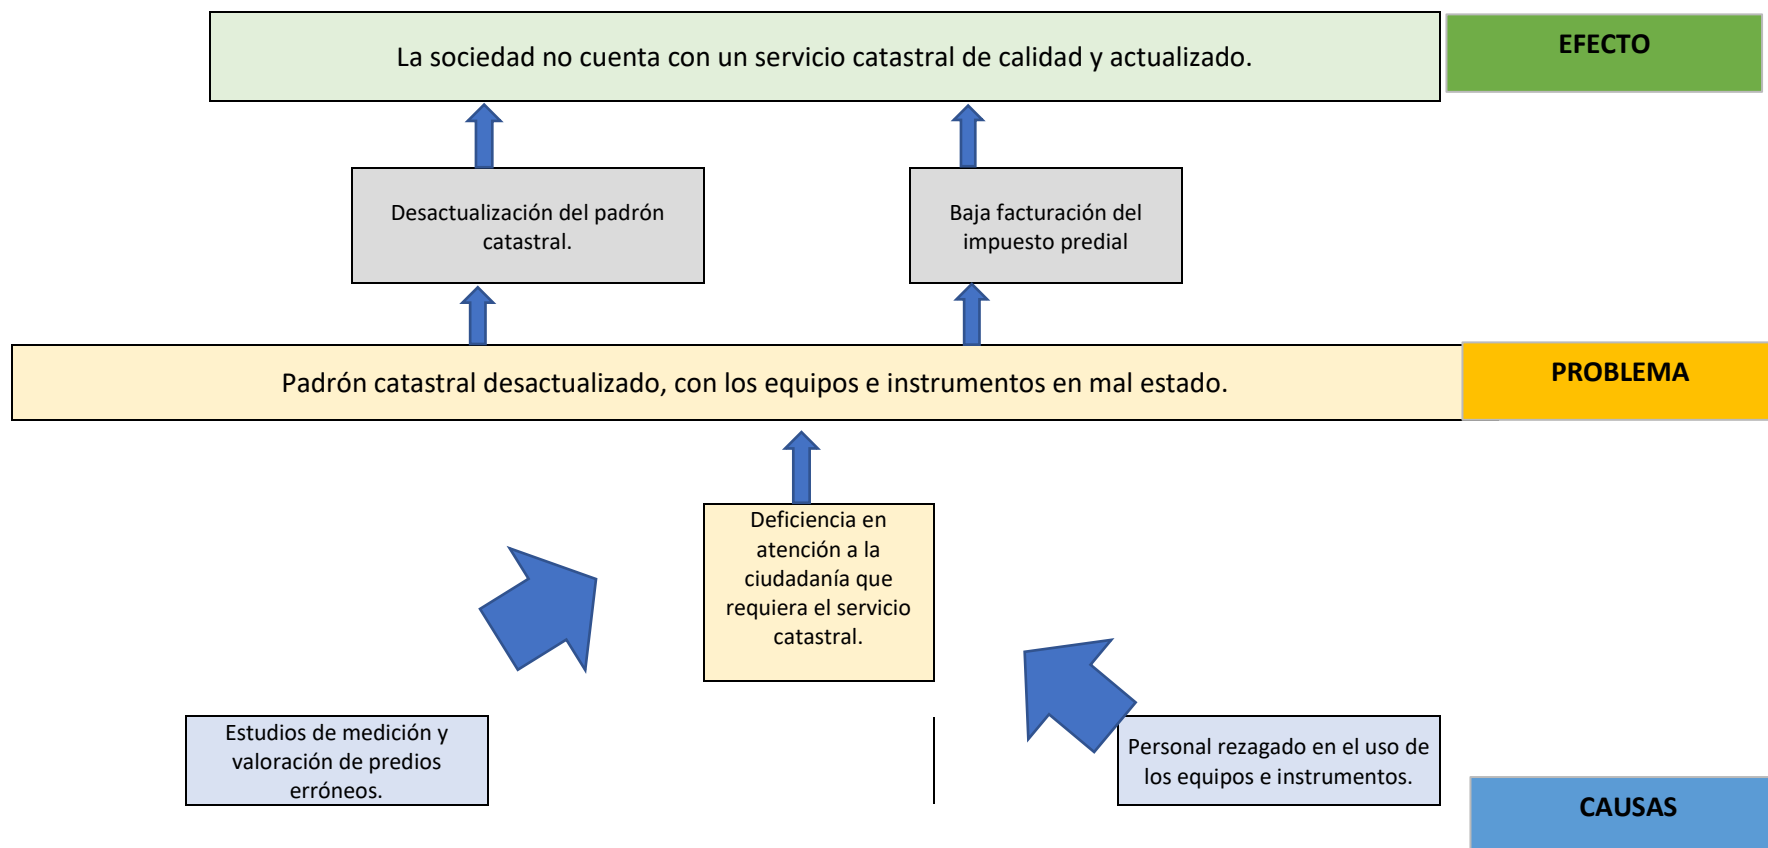 La sociedad no cuenta con un servicio catastral de calidad y actualizado.
EFECTO
Desactualización del padrón
catastral.
Baja facturación del
impuesto predial
Padrón catastral desactualizado, con los equipos e instrumentos en mal estado.
PROBLEMA
Deficiencia en
atención a la
ciudadanía que
requiera el servicio
catastral.
Estudios de medición y
valoración de predios
erróneos.
Personal rezagado en el uso de
los equipos e instrumentos.
CAUSAS